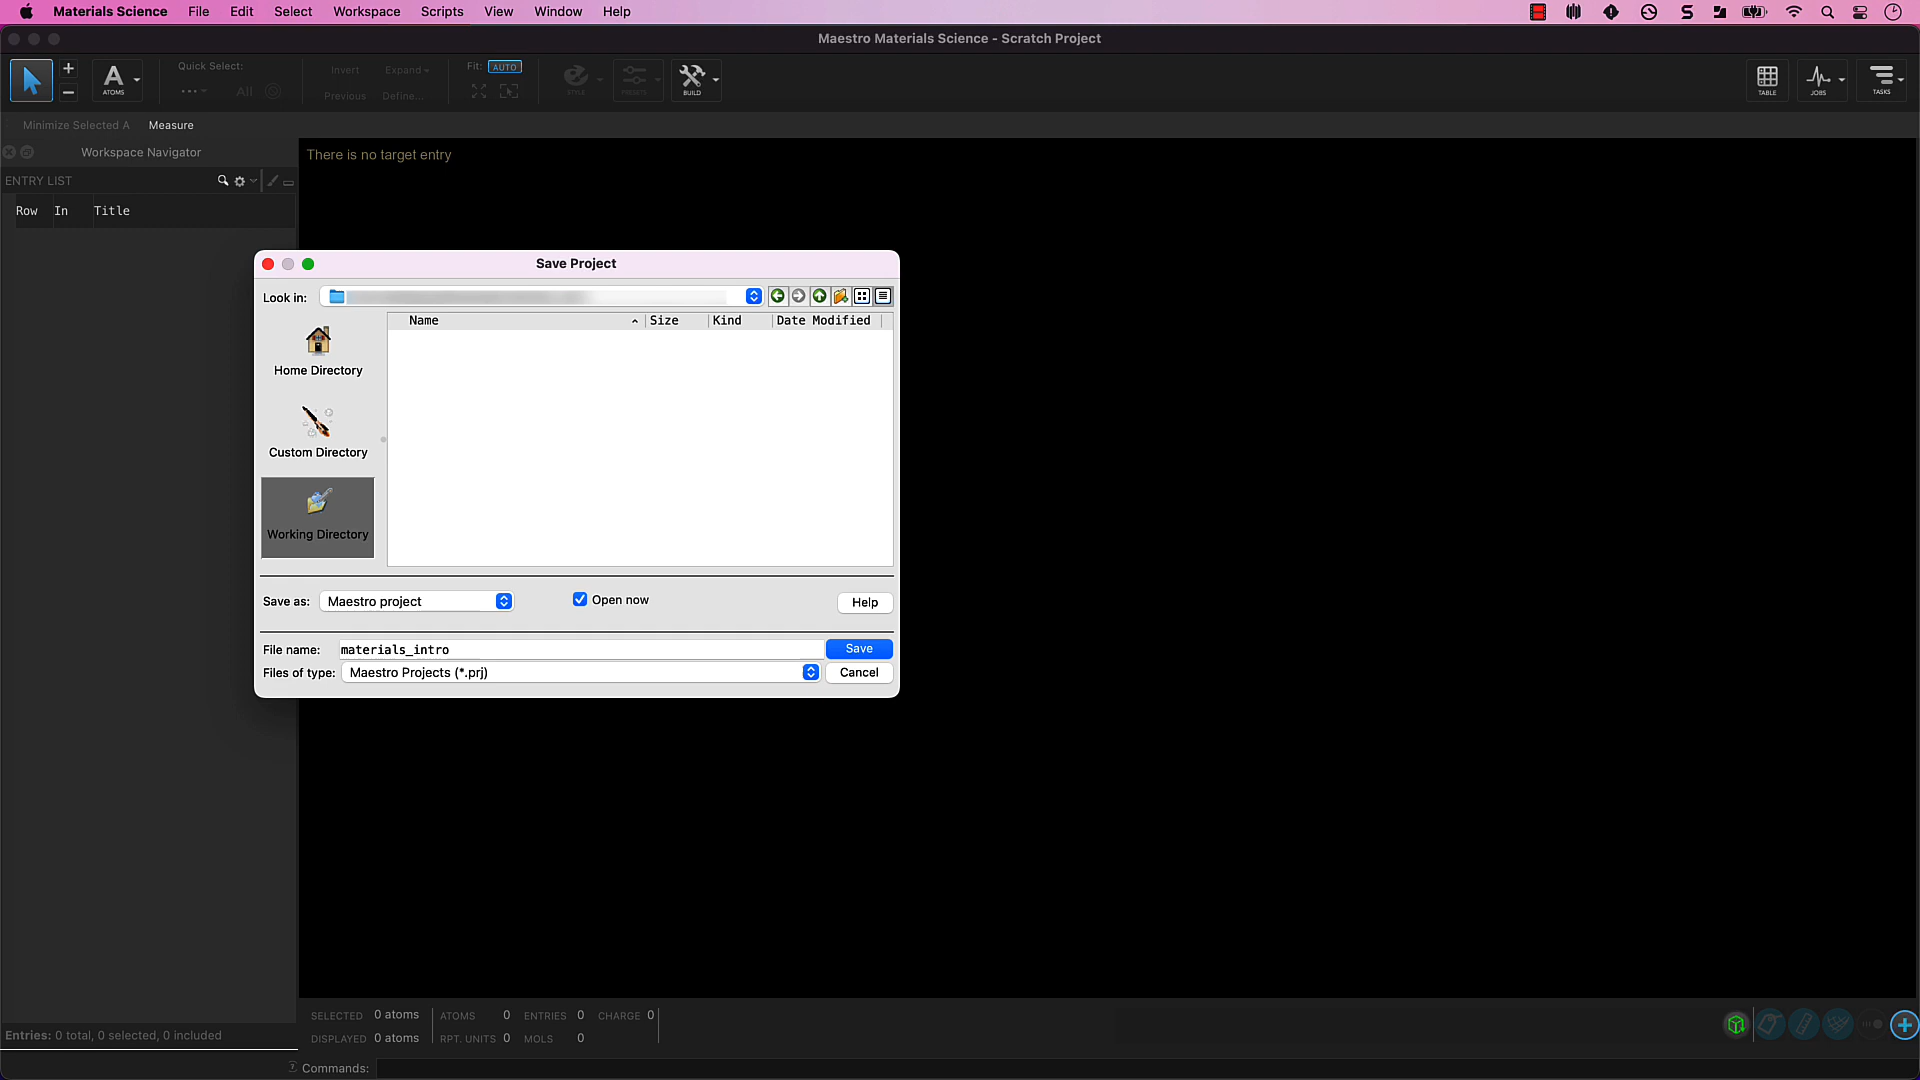 Materials Science File Edit Select Workspace Scripts View Window Help
Maestro Materials Science - Scratch Project
Quick Select: Invert Expand Fit: AUTO
ATOMS All Previous Define... STYLE PRESETS BUILD TABLE JOBS TASKS
Minimize Selected A Measure
Workspace Navigator
There is no target entry
ENTRY LIST
Row In Title
Save Project
Look in:
Name Size Kind Date Modified
Home Directory
Custom Directory
Working Directory
Save as: Maestro project Open now Help
File name: materials_intro Save
Files of type: Maestro Projects (*.prj) Cancel
SELECTED 0 atoms ATOMS 0 ENTRIES 0 CHARGE 0
Entries: 0 total, 0 selected, 0 included
DISPLAYED 0 atoms RPT. UNITS 0 MOLS 0
Commands: